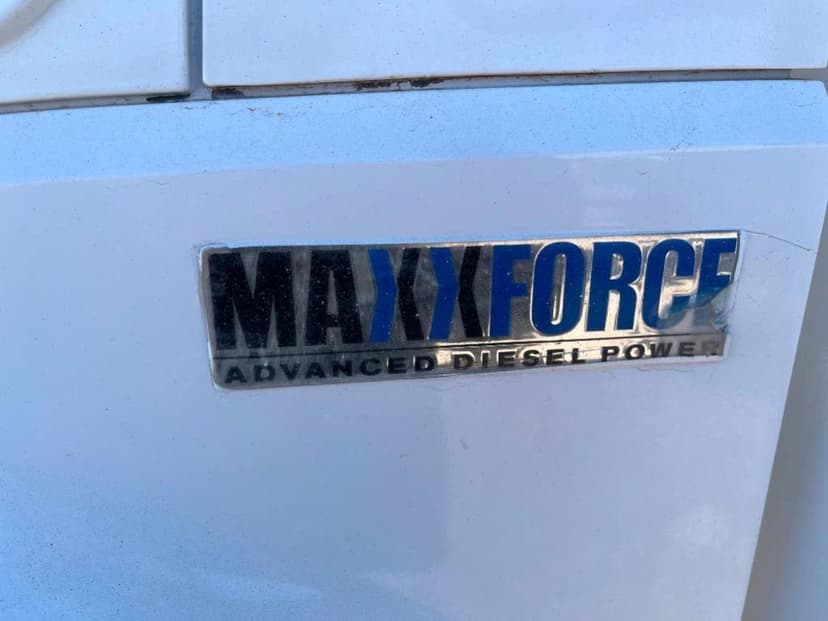 MAXXFORCE
ADVANCED DIESEL POWER